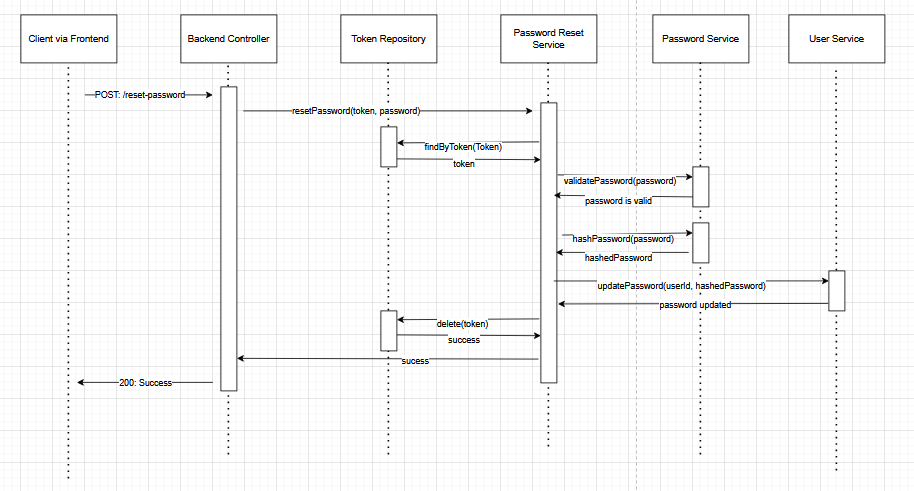 Client via Frontend
Backend Controller
Token Repository
Password Reset
Service
Password Service
User Service
POST: /reset-password
resetPassword(token, password)
findByToken(Token)
token
validatePassword(password)
password is valid
hashPassword(password)
hashedPassword
updatePassword(userId, hashedPassword)
password updated
delete(token)
success
sucess
200: Success